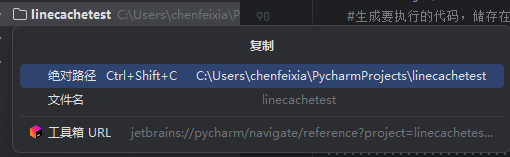 linecachetest C:\Users\chenfeixia\P
90 #生成要执行的代码，储存在
复制
绝对路径 Ctrl+Shift+C C:\Users\chenfeixia\PycharmProjects\linecachetest
文件名 linecachetest
工具箱 URL jetbrains://pycharm/navigate/reference?project=linecachetes...